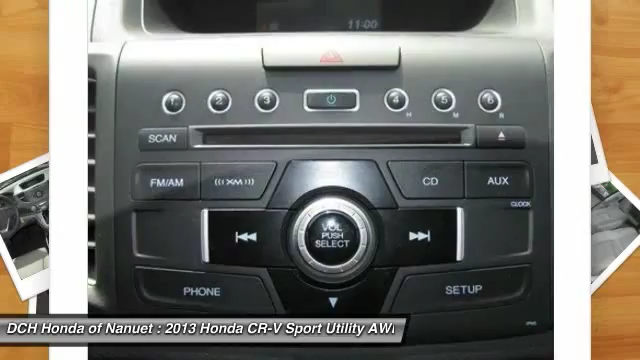 11:00
1 2 3 4 5 6
H M R
SCAN
FM/AM ((XM)) CD AUX
CLOCK
VOL
PUSH
SELECT
PHONE SETUP
DCH Honda of Nanuet : 2013 Honda CR-V Sport Utility AW